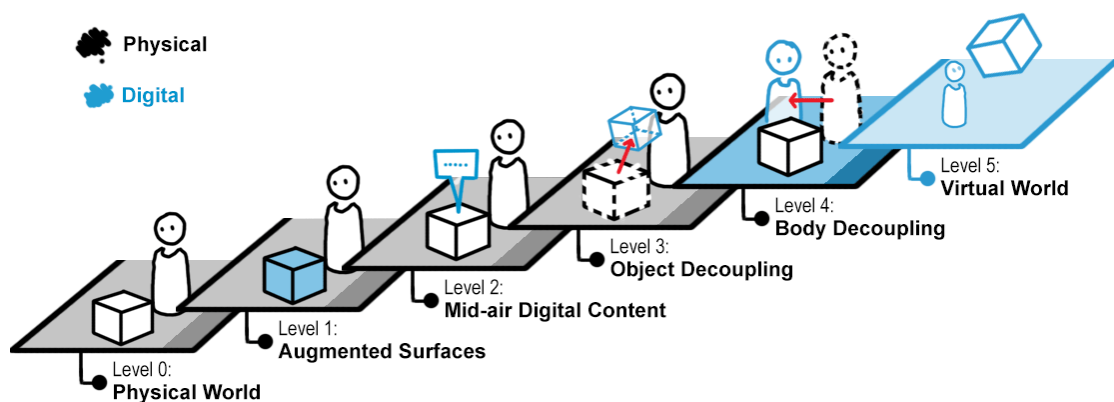 Physical
Digital
Level 0:
Physical World
Level 1:
Augmented Surfaces
Level 2:
Mid-air Digital Content
Level 3:
Object Decoupling
Level 4:
Body Decoupling
Level 5:
Virtual World